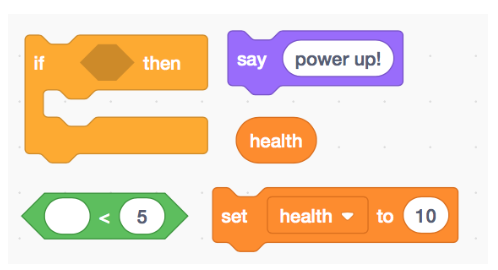 if then
say power up!
health
< 5
set health to 10